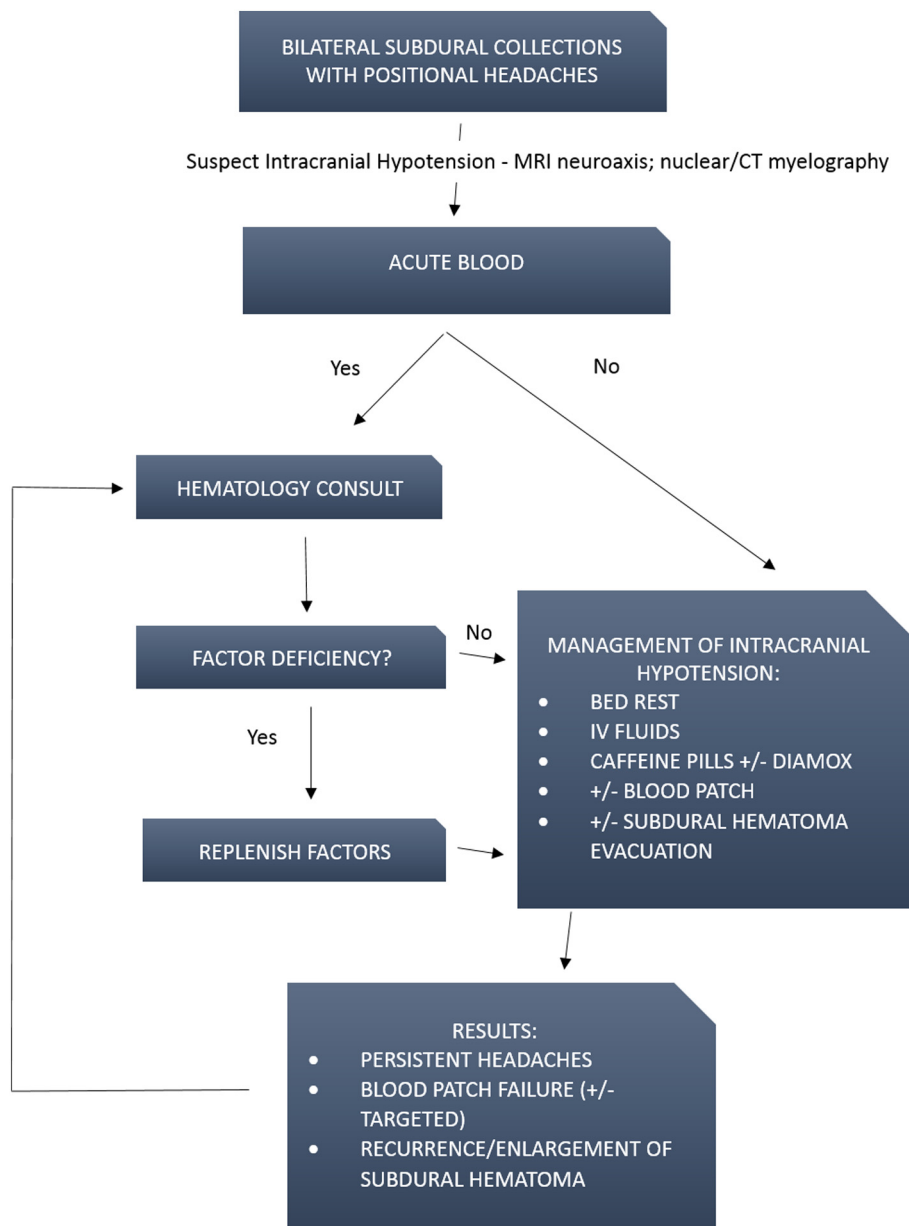 BILATERAL SUBDURAL COLLECTIONS
WITH POSITIONAL HEADACHES
Suspect Intracranial Hypotension - MRI neuroaxis; nuclear/CT myelography
ACUTE BLOOD
Yes
No
HEMATOLOGY CONSULT
FACTOR DEFICIENCY?
No
Yes
REPLENISH FACTORS
MANAGEMENT OF INTRACRANIAL
HYPOTENSION:
• BED REST
• IV FLUIDS
• CAFFEINE PILLS +/- DIAMOX
• +/- BLOOD PATCH
• +/- SUBDURAL HEMATOMA
EVACUATION
RESULTS:
• PERSISTENT HEADACHES
• BLOOD PATCH FAILURE (+/-
TARGETED)
• RECURRENCE/ENLARGEMENT OF
SUBDURAL HEMATOMA